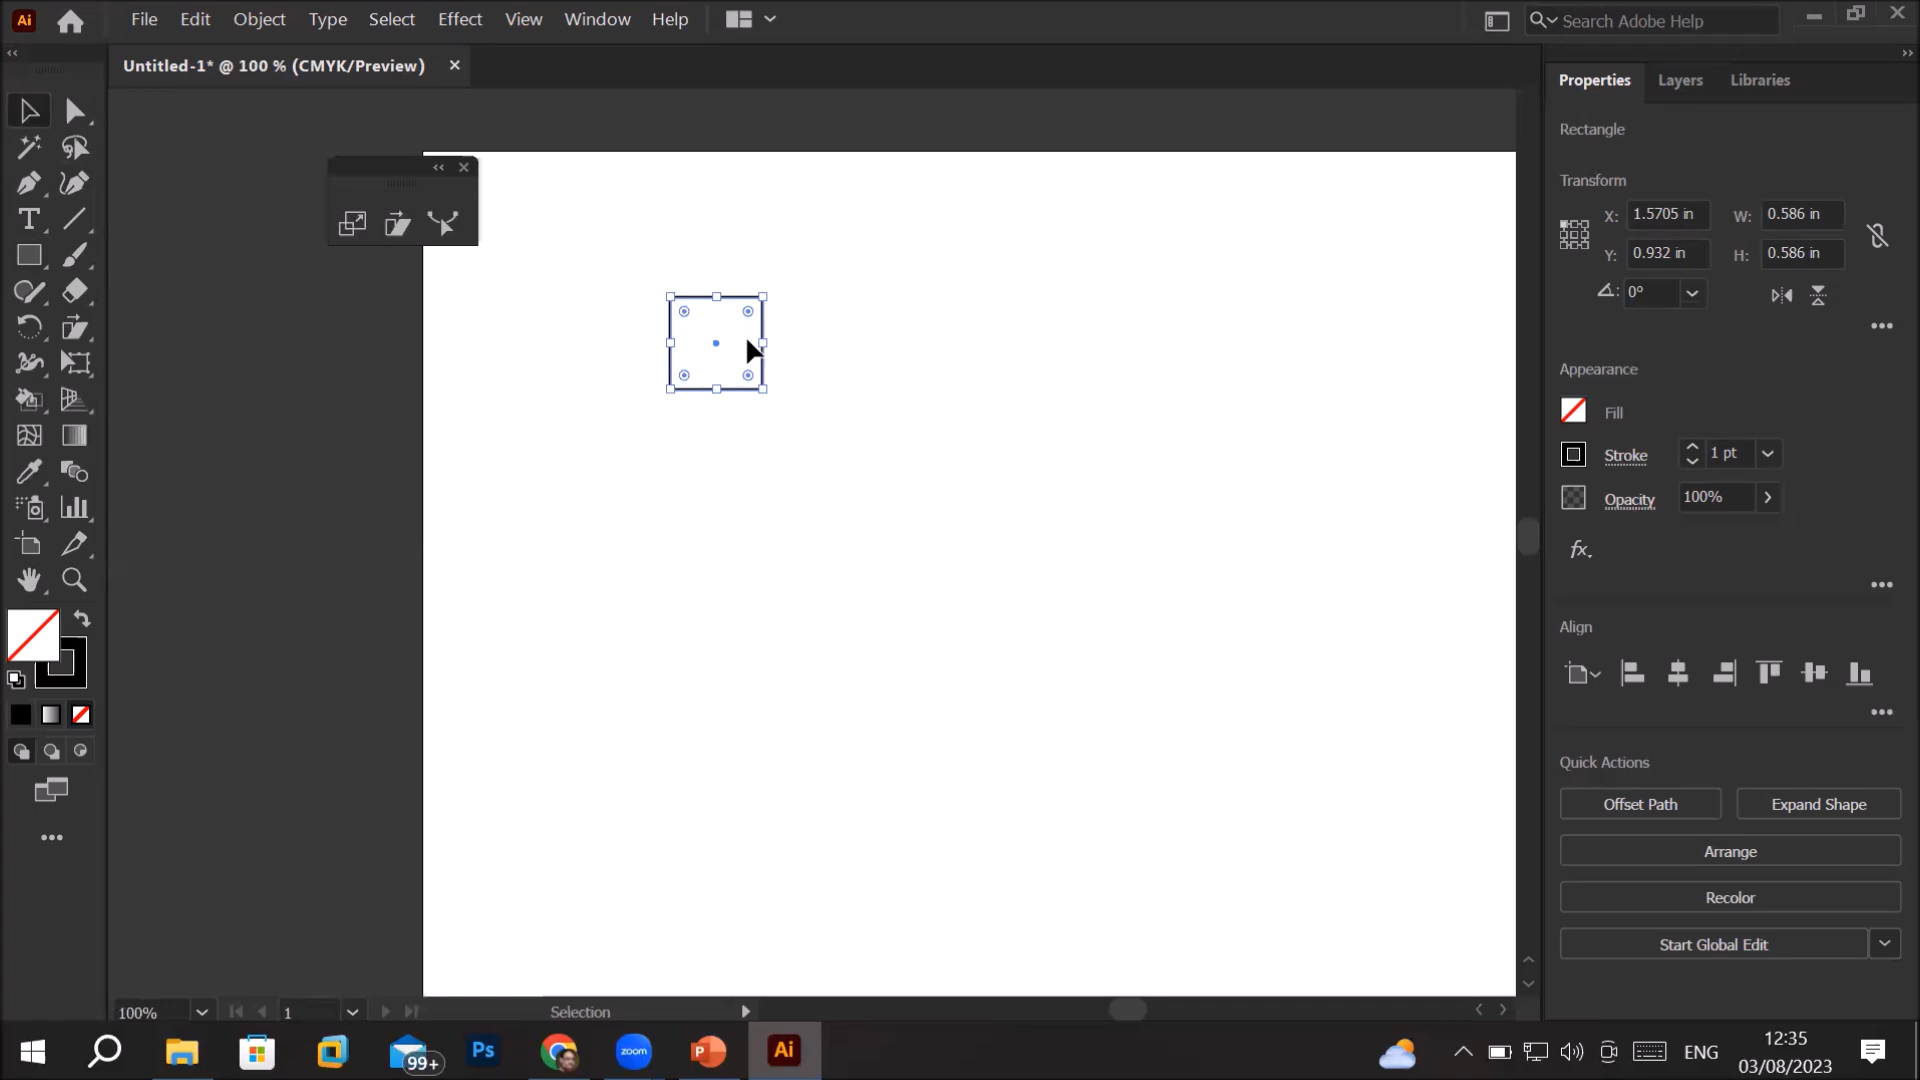 Ai File Edit Object Type Select Effect View Window Help
Search Adobe Help
Untitled-1* @ 100 % (CMYK/Preview)
Properties Layers Libraries
Rectangle
Transform
X: 1.5705 in W: 0.586 in
Y: 0.932 in H: 0.586 in
0°
Appearance
Fill
Stroke 1 pt
Opacity 100%
fx
Align
Quick Actions
Offset Path Expand Shape
Arrange
Recolor
Start Global Edit
100% 1 Selection
99+ Ps zoom P Ai ENG
12:35
03/08/2023